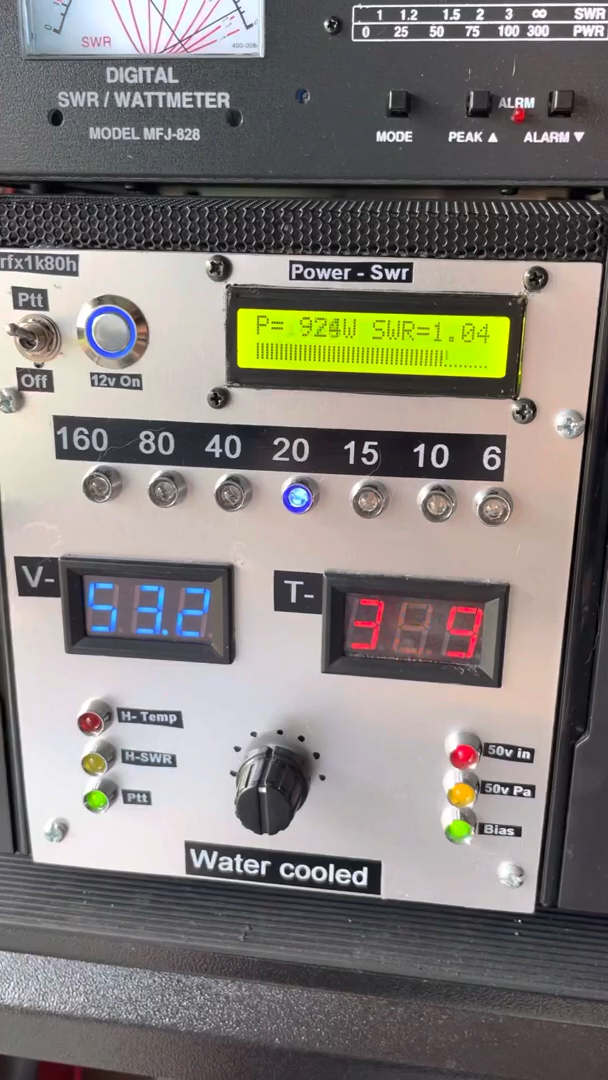 SWR
400-006
1 1.2 1.5 2 3 ∞ SWR
0 25 50 75 100 300 PWR
DIGITAL
SWR / WATTMETER
MODEL MFJ-828
ALRM
MODE PEAK ▲ ALARM ▼
rfx1k80h
Power - Swr
Ptt
Off
12v On
P= 924W SWR=1.04
160 80 40 20 15 10 6
V-
53.2
T-
3 9
H- Temp
H-SWR
Ptt
50v in
50v Pa
Bias
Water cooled